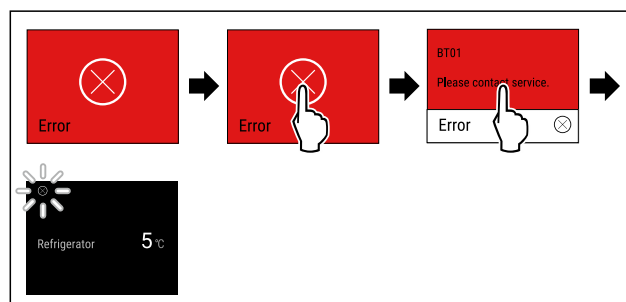 Error
Error
BT01
Please contact service.
Error
Refrigerator 5 °C